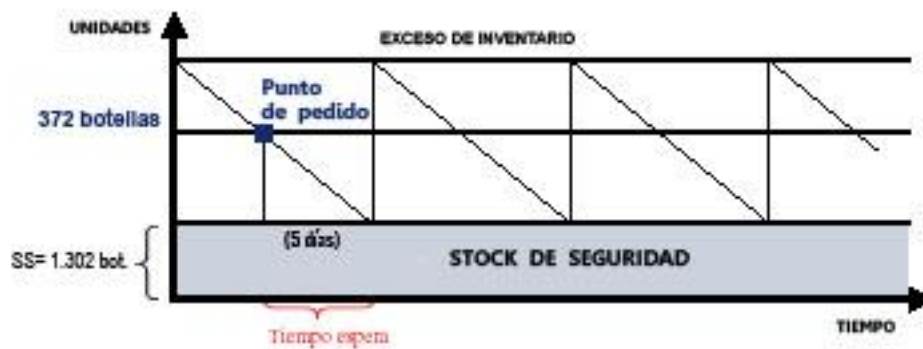 UNIDADES
EXCESO DE INVENTARIO
Punto
de pedido
372 botellas
(5 días)
SS= 1.302 bot.
STOCK DE SEGURIDAD
TIEMPO
Tiempo espera